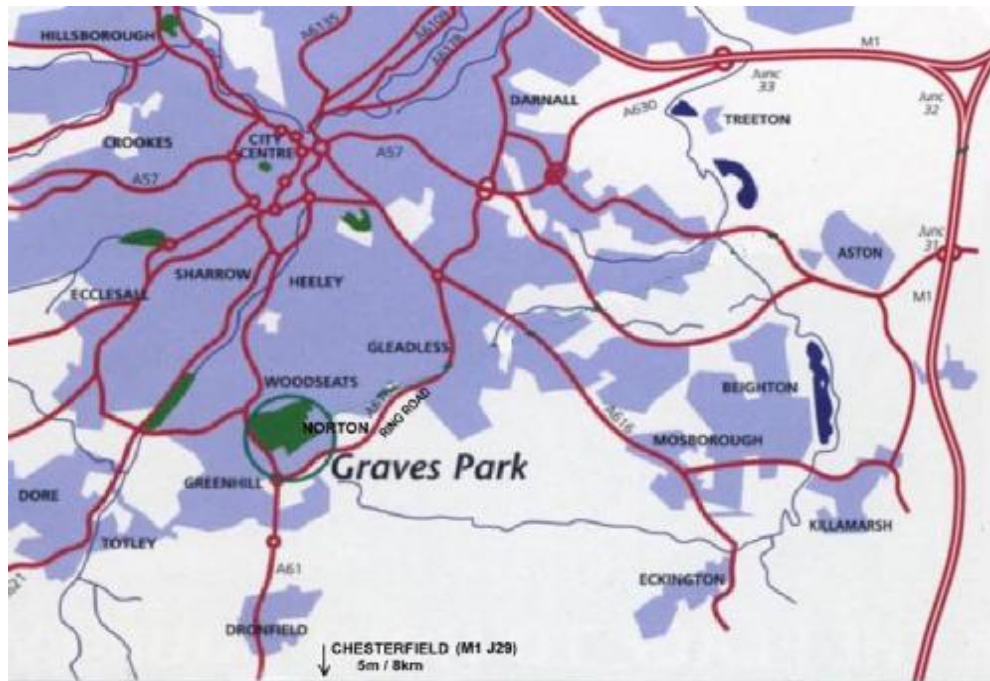 HILLSBOROUGH
A6135
A6109
A6178
M1
Junc
33
Junc
32
DARNALL
A630
TREETON
CROOKES
CITY
CENTRE
A57
A57
Junc
31
ASTON
SHARROW
HEELEY
ECCLESALL
M1
GLEADLESS
WOODSEATS
BEIGHTON
NORTON
RING ROAD
A616
MOSBOROUGH
Graves Park
GREENHILL
DORE
KILLAMARSH
TOTLEY
A61
ECKINGTON
DRONFIELD
CHESTERFIELD (M1 J29)
5m / 8km